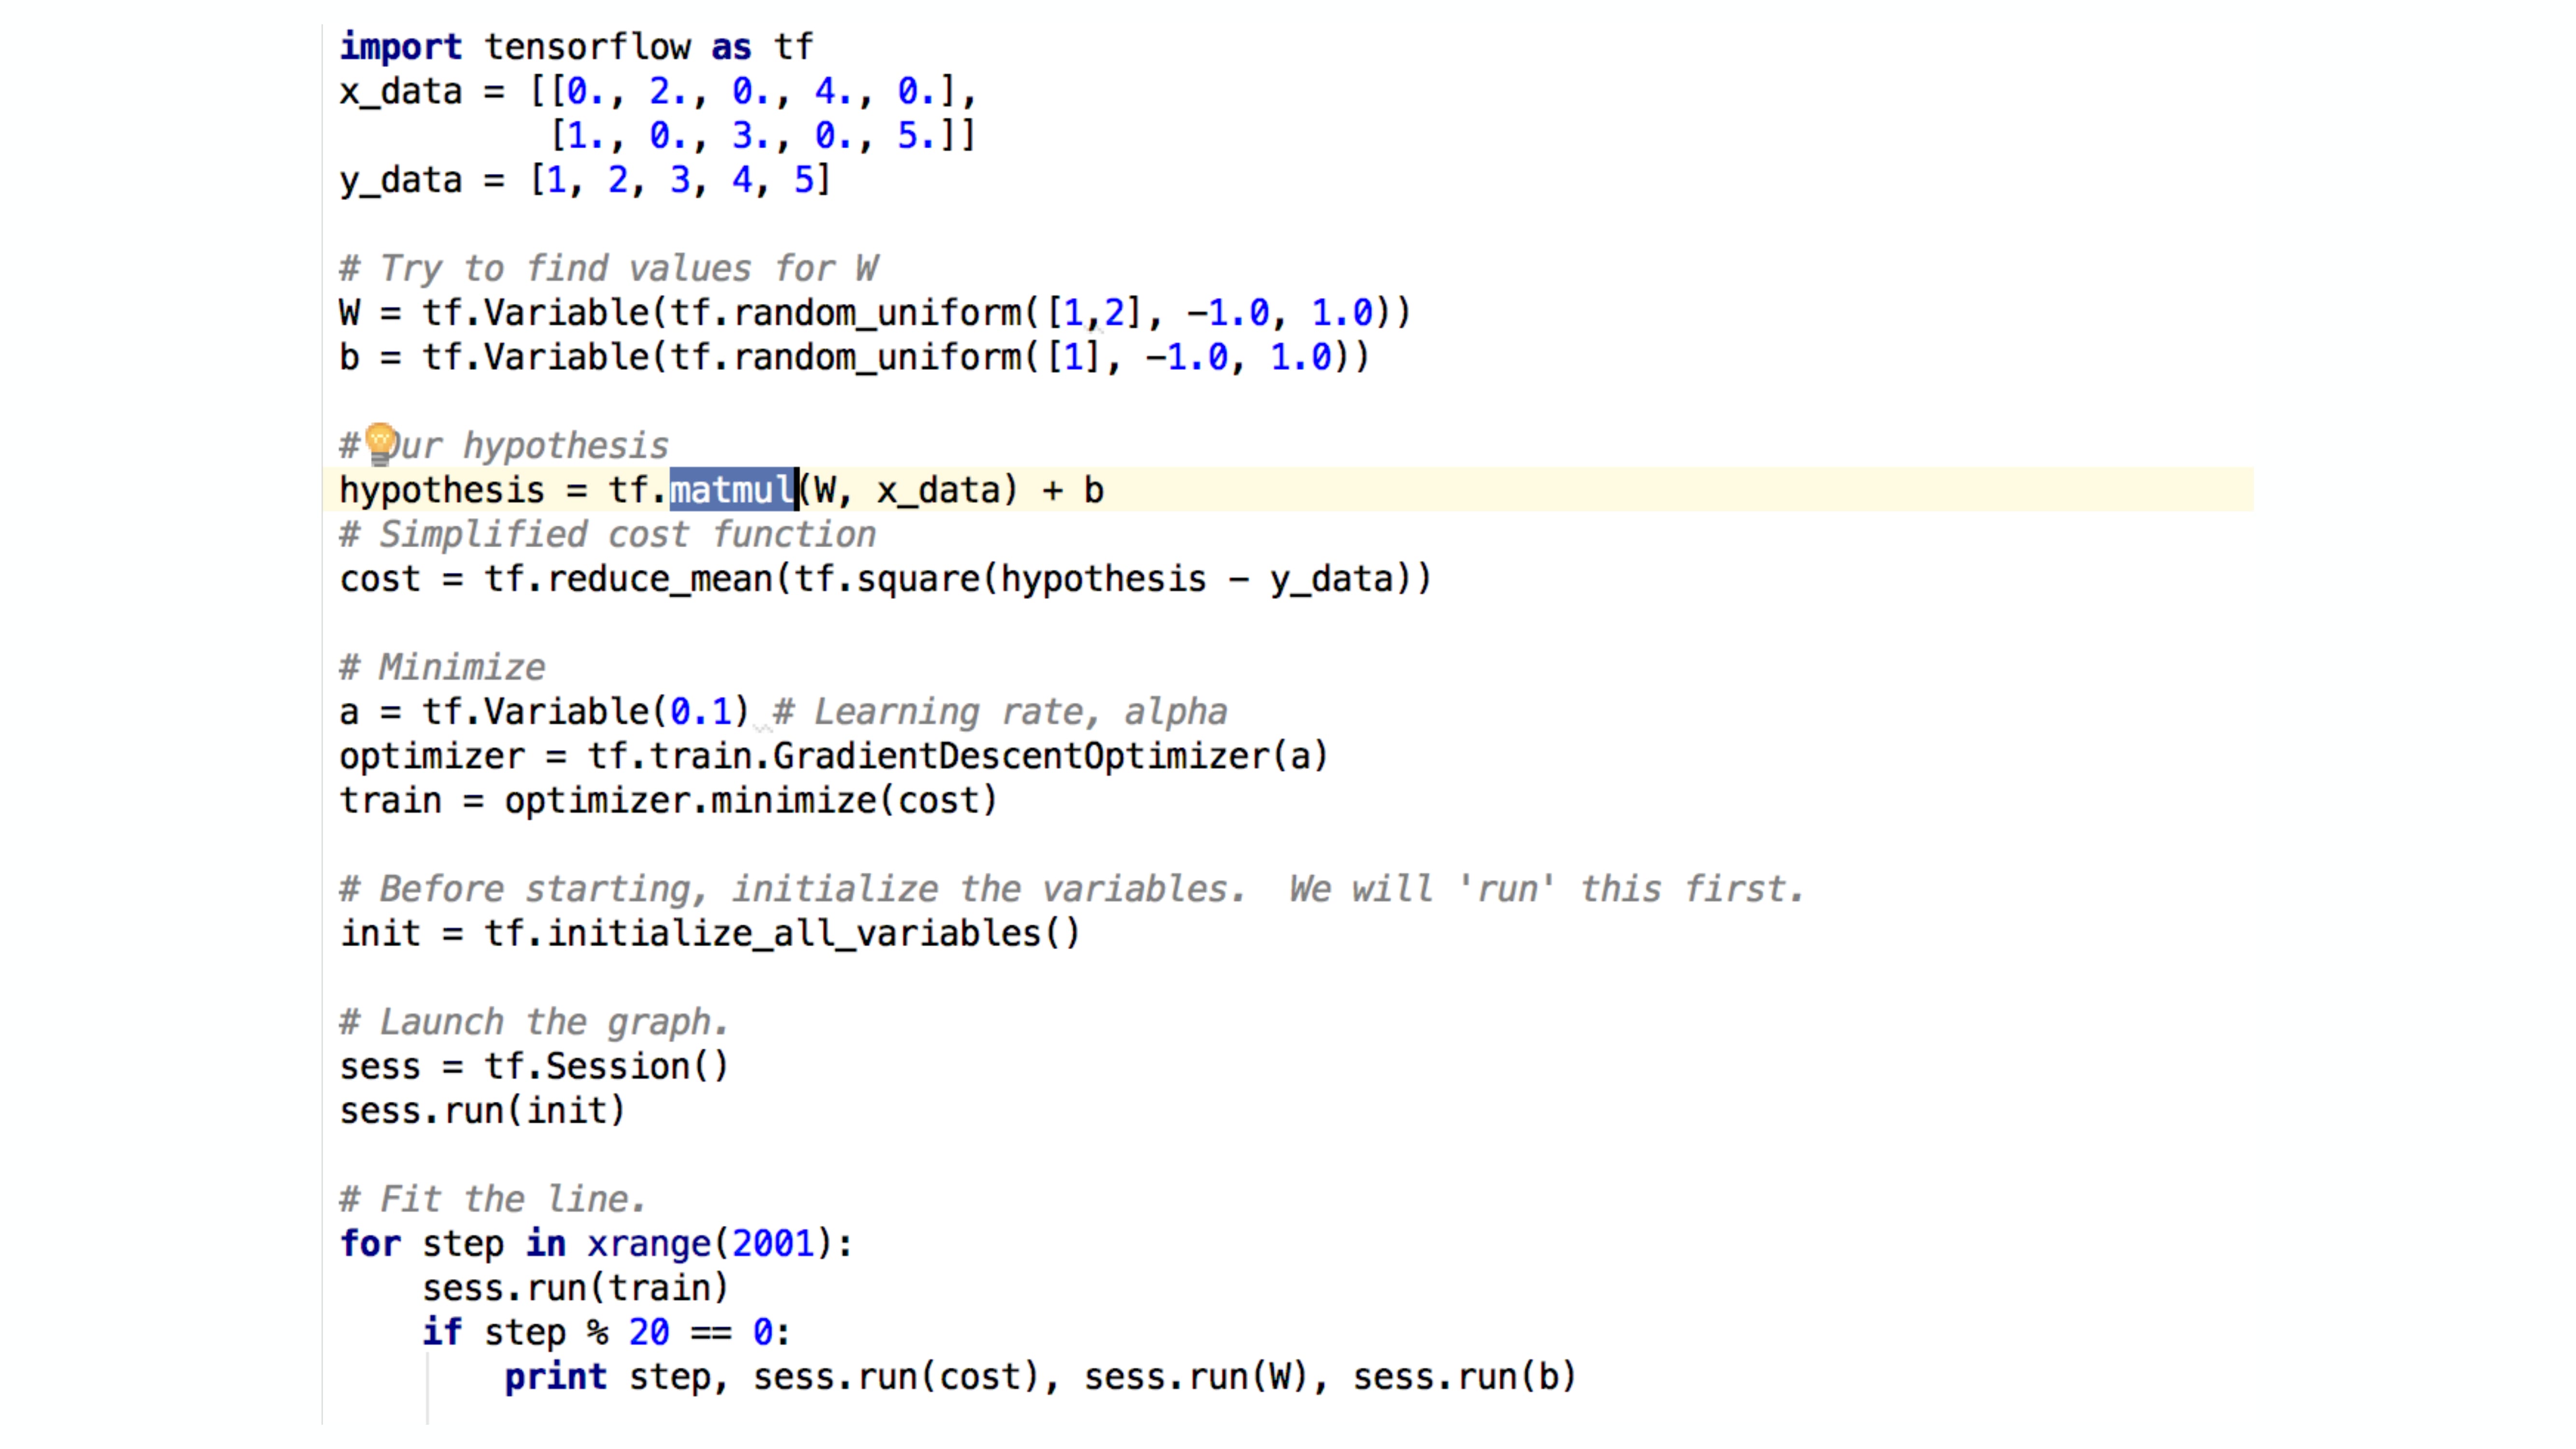 import tensorflow as tf
x_data = [[0., 2., 0., 4., 0.],
          [1., 0., 3., 0., 5.]]
y_data = [1, 2, 3, 4, 5]

# Try to find values for W
W = tf.Variable(tf.random_uniform([1,2], -1.0, 1.0))
b = tf.Variable(tf.random_uniform([1], -1.0, 1.0))

# Our hypothesis
hypothesis = tf.matmul(W, x_data) + b
# Simplified cost function
cost = tf.reduce_mean(tf.square(hypothesis - y_data))

# Minimize
a = tf.Variable(0.1) # Learning rate, alpha
optimizer = tf.train.GradientDescentOptimizer(a)
train = optimizer.minimize(cost)

# Before starting, initialize the variables.  We will 'run' this first.
init = tf.initialize_all_variables()

# Launch the graph.
sess = tf.Session()
sess.run(init)

# Fit the line.
for step in xrange(2001):
    sess.run(train)
    if step % 20 == 0:
        print step, sess.run(cost), sess.run(W), sess.run(b)